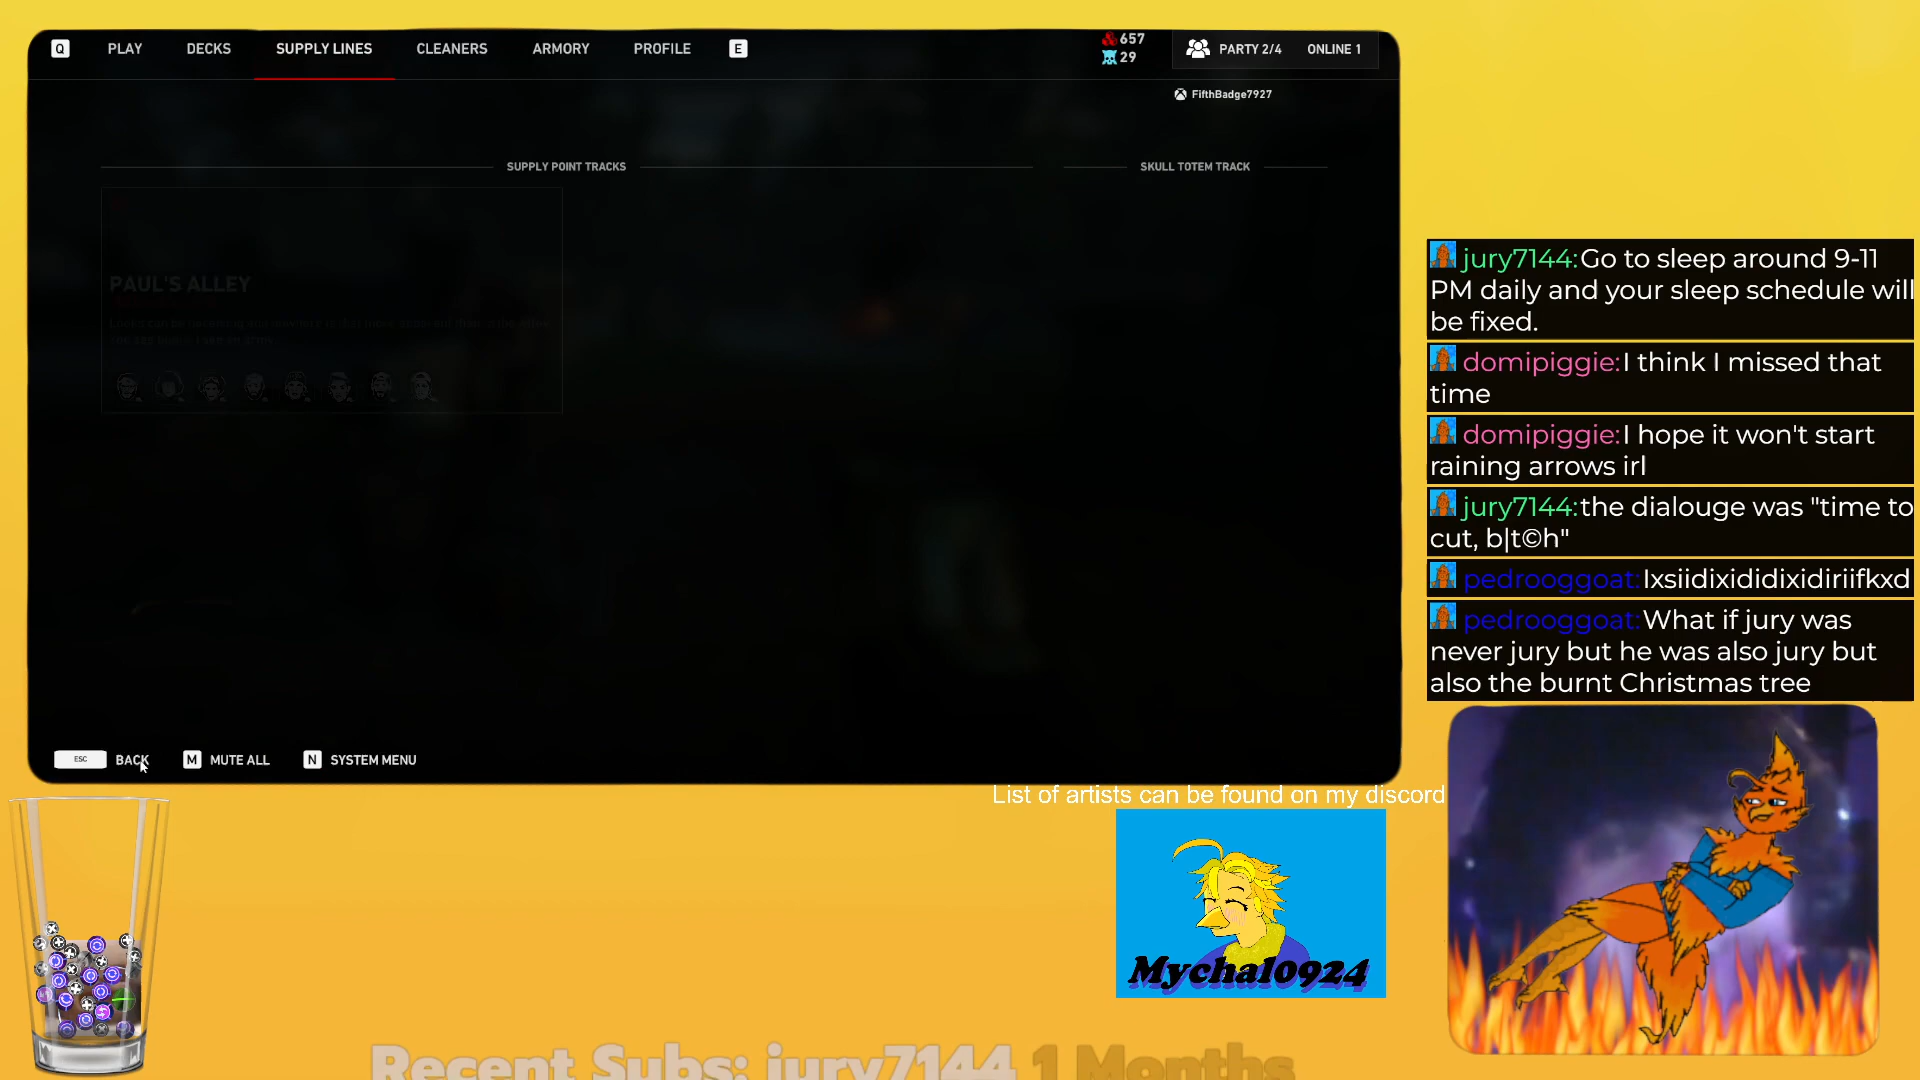 Q PLAY DECKS SUPPLY LINES CLEANERS ARMORY PROFILE E
657
29
PARTY 2/4 ONLINE 1
FifthBadge7927
SUPPLY POINT TRACKS
SKULL TOTEM TRACK
PAUL'S ALLEY
ESC BACK M MUTE ALL N SYSTEM MENU
jury7144:Go to sleep around 9-11
PM daily and your sleep schedule will
be fixed.
domipiggie:I think I missed that
time
domipiggie:I hope it won't start
raining arrows irl
jury7144:the dialouge was "time to
cut, b|t©h"
pedrooggoat:Ixsiidixididixidiriifkxd
pedrooggoat:What if jury was
never jury but he was also jury but
also the burnt Christmas tree
List of artists can be found on my discord
Mychal0924
Recent Subs: jury7144 1 Months